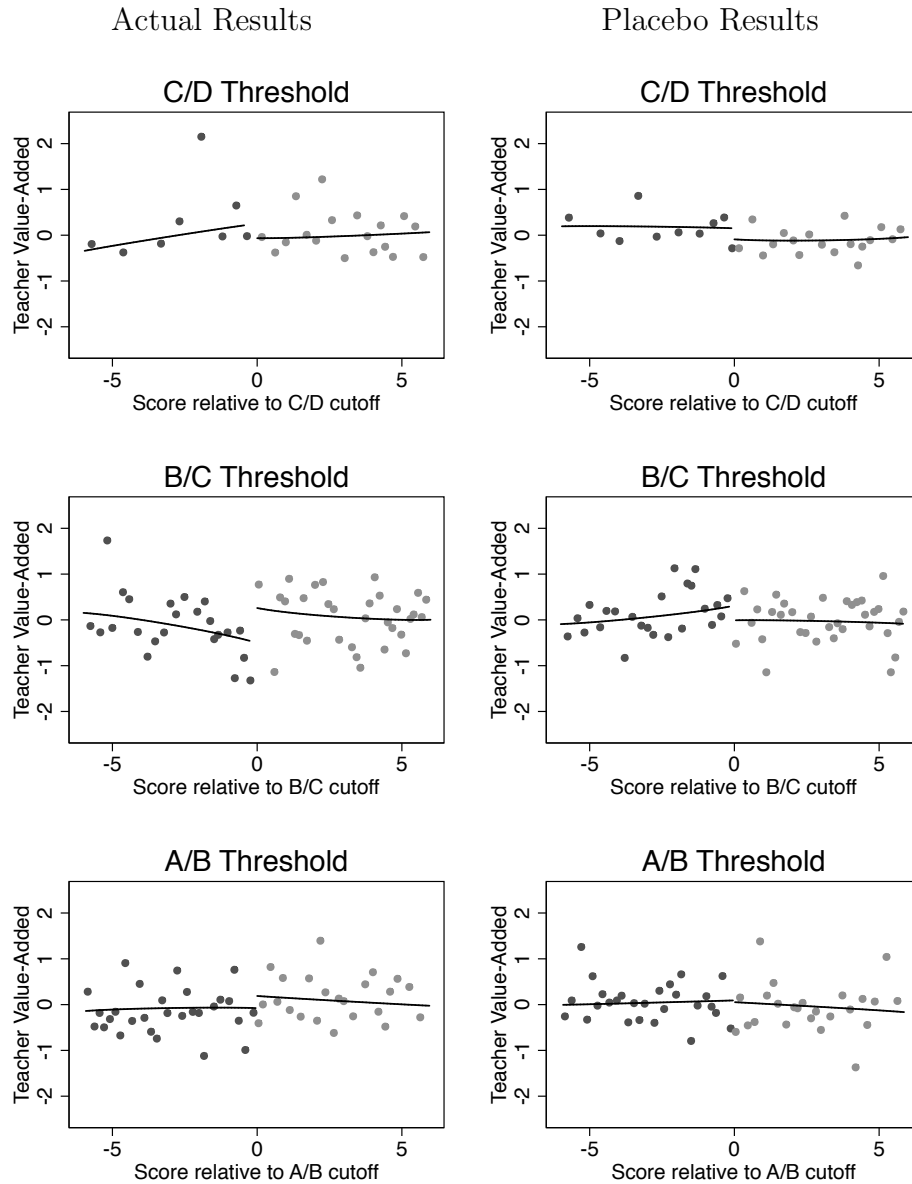 Actual Results
Placebo Results
C/D Threshold
Teacher Value-Added
2
1
0
-1
-2
-5 0 5
Score relative to C/D cutoff
C/D Threshold
Teacher Value-Added
2
1
0
-1
-2
-5 0 5
Score relative to C/D cutoff
B/C Threshold
Teacher Value-Added
2
1
0
-1
-2
-5 0 5
Score relative to B/C cutoff
B/C Threshold
Teacher Value-Added
2
1
0
-1
-2
-5 0 5
Score relative to B/C cutoff
A/B Threshold
Teacher Value-Added
2
1
0
-1
-2
-5 0 5
Score relative to A/B cutoff
A/B Threshold
Teacher Value-Added
2
1
0
-1
-2
-5 0 5
Score relative to A/B cutoff